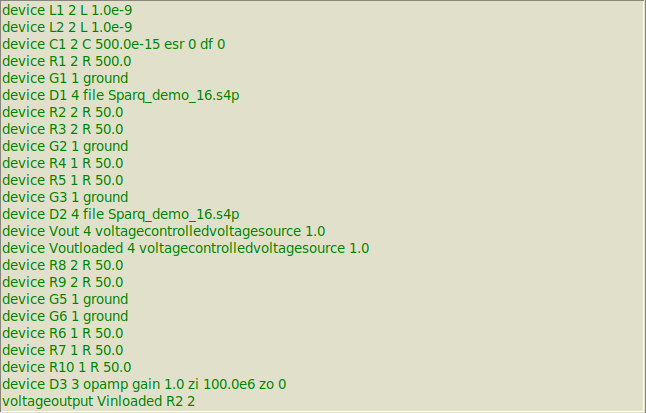 device L1 2 L 1.0e-9
device L2 2 L 1.0e-9
device C1 2 C 500.0e-15 esr 0 df 0
device R1 2 R 500.0
device G1 1 ground
device D1 4 file Sparq_demo_16.s4p
device R2 2 R 50.0
device R3 2 R 50.0
device G2 1 ground
device R4 1 R 50.0
device R5 1 R 50.0
device G3 1 ground
device D2 4 file Sparq_demo_16.s4p
device Vout 4 voltagecontrolledvoltagesource 1.0
device Voutloaded 4 voltagecontrolledvoltagesource 1.0
device R8 2 R 50.0
device R9 2 R 50.0
device G5 1 ground
device G6 1 ground
device R6 1 R 50.0
device R7 1 R 50.0
device R10 1 R 50.0
device D3 3 opamp gain 1.0 zi 100.0e6 zo 0
voltageoutput Vinloaded R2 2